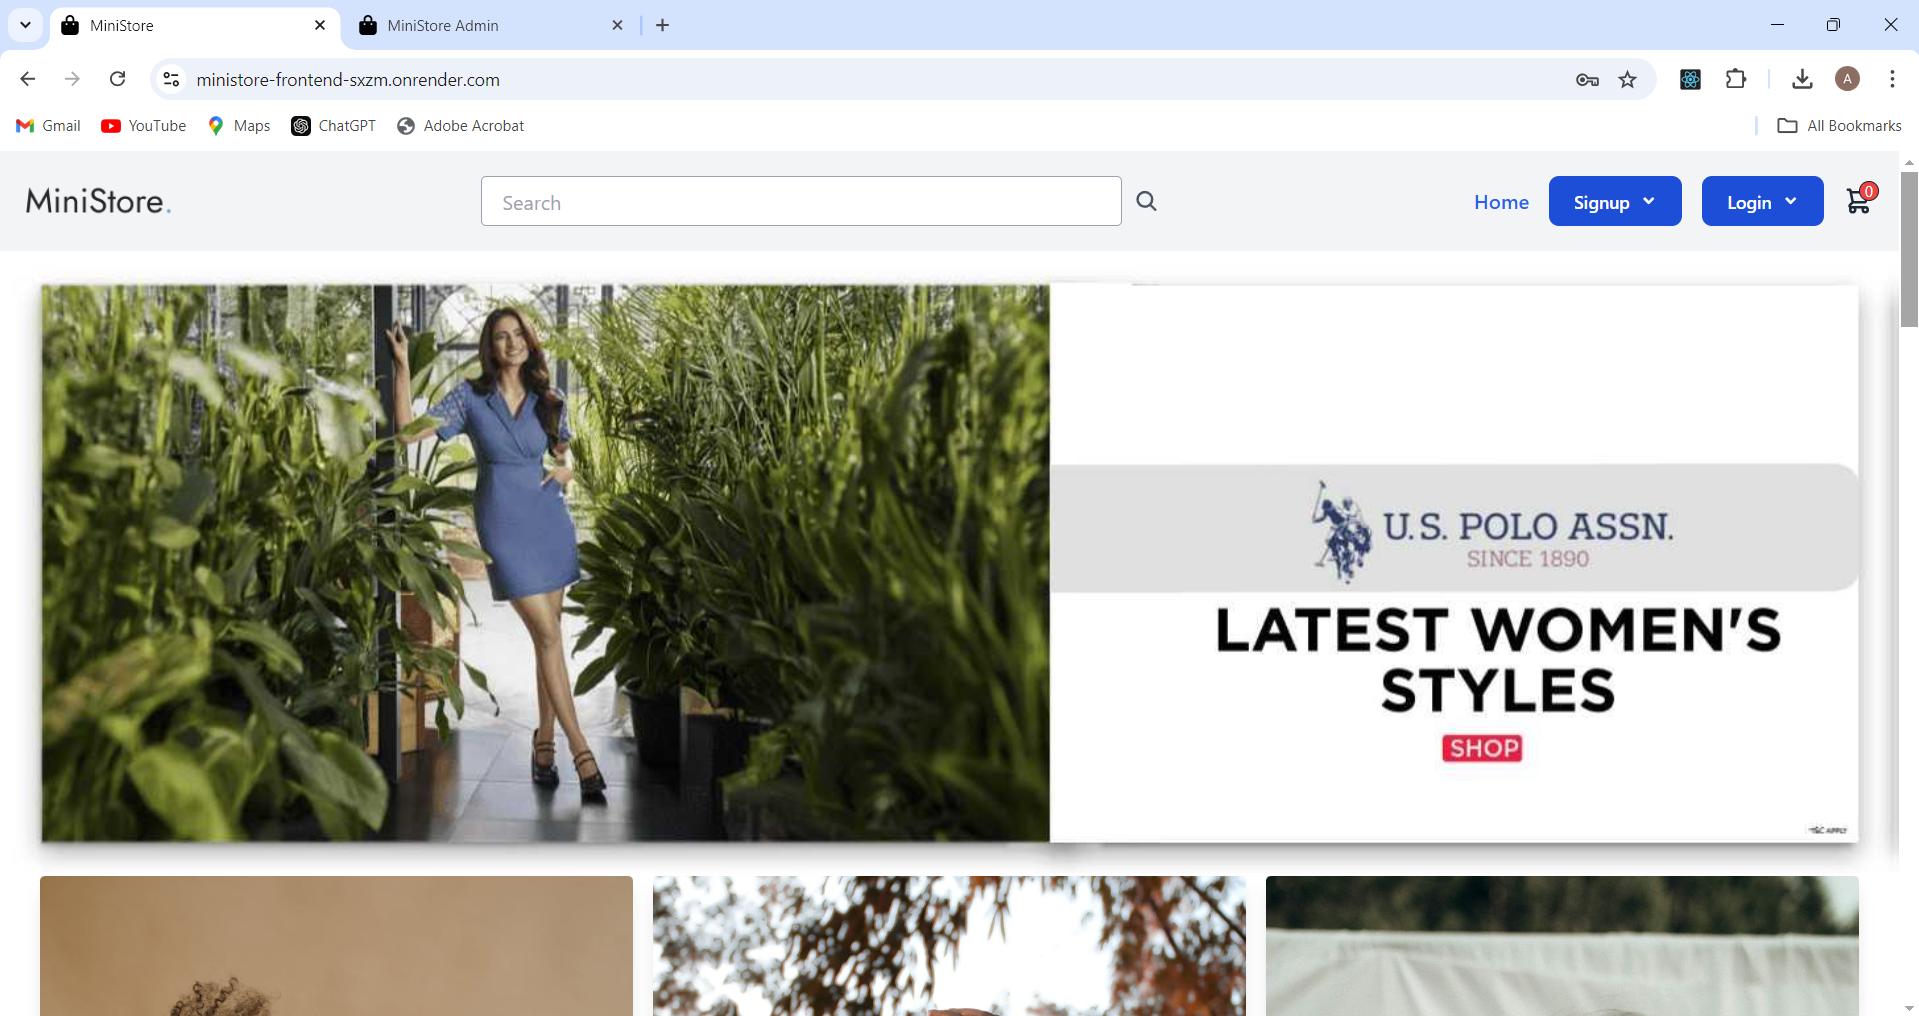 MiniStore
MiniStore Admin
ministore-frontend-sxzm.onrender.com
A
Gmail
YouTube
Maps
ChatGPT
Adobe Acrobat
All Bookmarks
MiniStore.
Search
Home
Signup
Login
0
U.S. POLO ASSN.
SINCE 1890
LATEST WOMEN'S
STYLES
SHOP